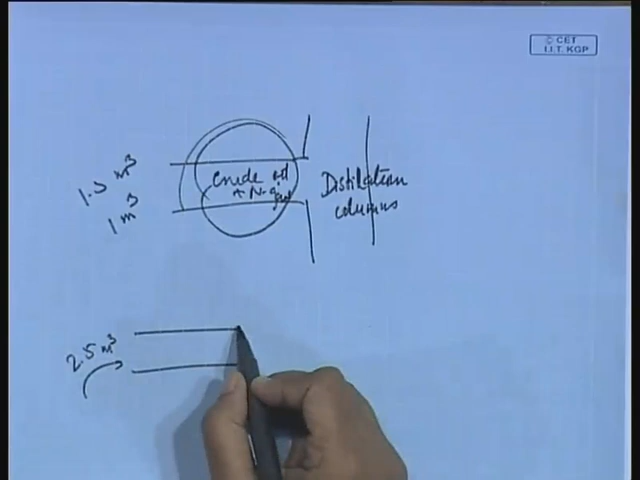 © CET
I.I.T. KGP
1.5 m³
1 m³
crude oil
+ N. gas
Distillation
columns
2.5 m³